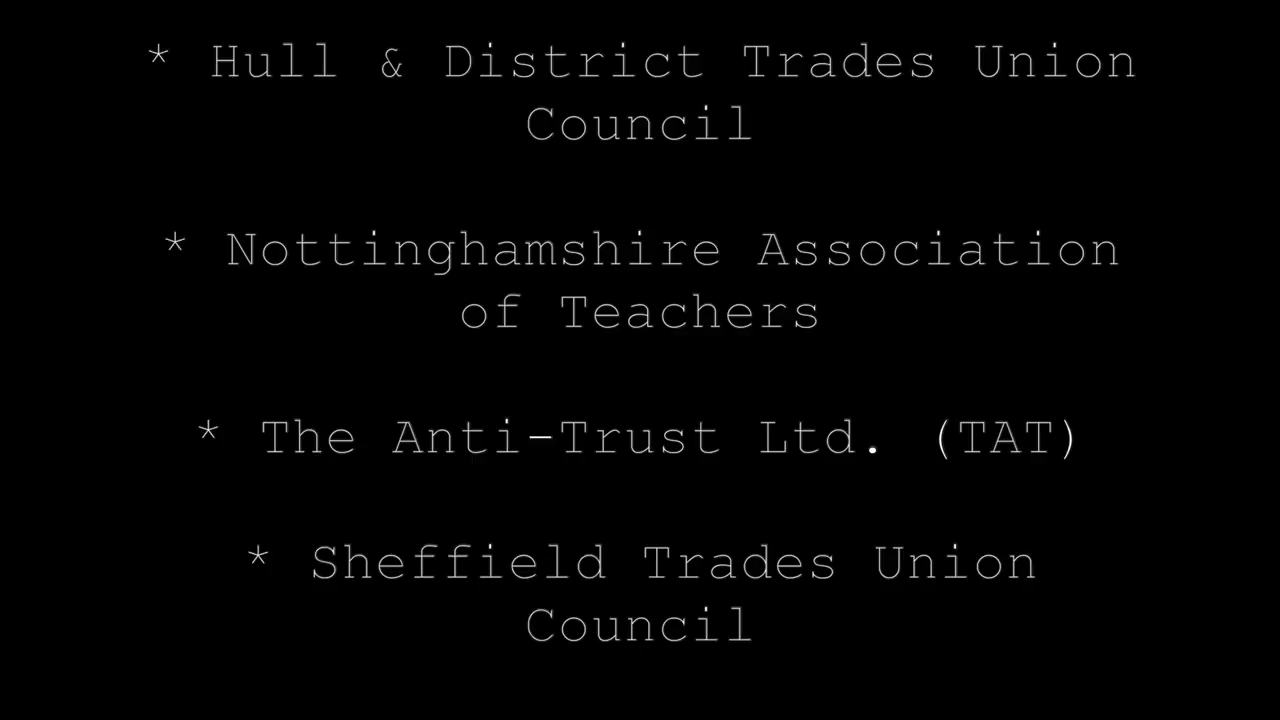 * Hull & District Trades Union
Council
* Nottinghamshire Association
of Teachers
* The Anti-Trust Ltd. (TAT)
* Sheffield Trades Union
Council